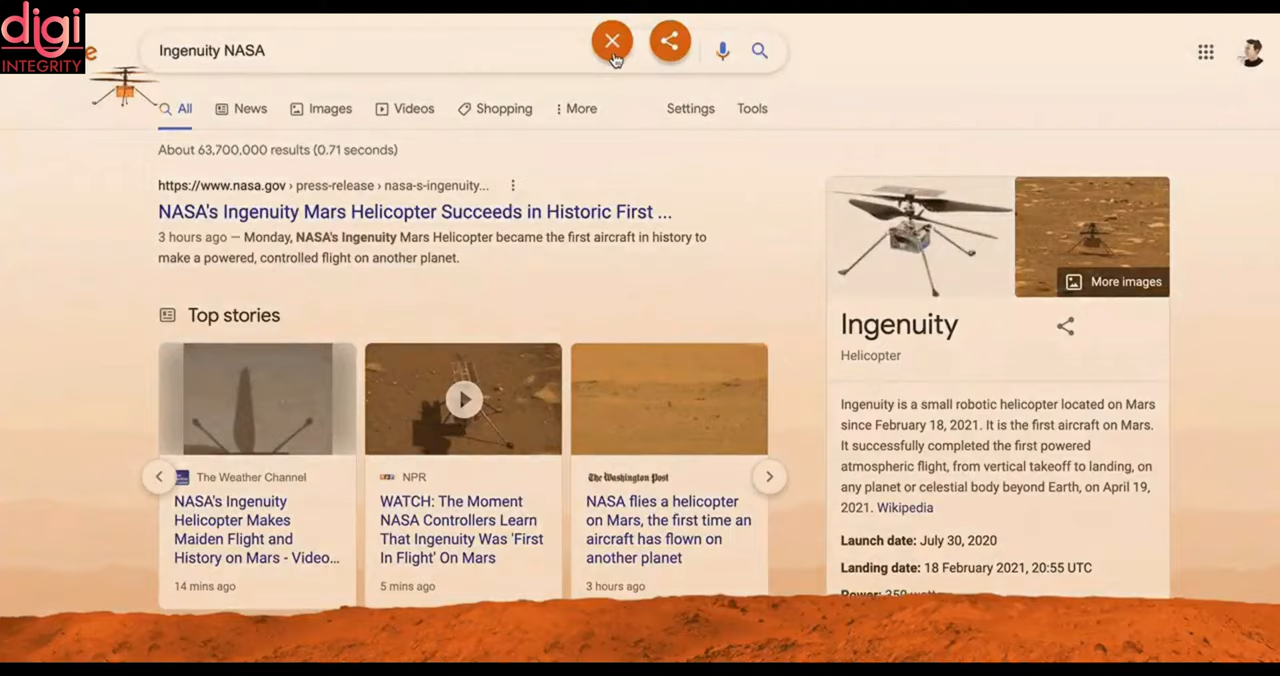 digi
INTEGRITY
e
Ingenuity NASA
All
News
Images
Videos
Shopping
More
Settings
Tools
About 63,700,000 results (0.71 seconds)
https://www.nasa.gov › press-release › nasa-s-ingenuity...
NASA's Ingenuity Mars Helicopter Succeeds in Historic First ...
3 hours ago — Monday, NASA's Ingenuity Mars Helicopter became the first aircraft in history to
make a powered, controlled flight on another planet.
Top stories
The Weather Channel
NASA's Ingenuity
Helicopter Makes
Maiden Flight and
History on Mars - Video...
14 mins ago
NPR
WATCH: The Moment
NASA Controllers Learn
That Ingenuity Was 'First
In Flight' On Mars
5 mins ago
The Washington Post
NASA flies a helicopter
on Mars, the first time an
aircraft has flown on
another planet
3 hours ago
More images
Ingenuity
Helicopter
Ingenuity is a small robotic helicopter located on Mars
since February 18, 2021. It is the first aircraft on Mars.
It successfully completed the first powered
atmospheric flight, from vertical takeoff to landing, on
any planet or celestial body beyond Earth, on April 19,
2021. Wikipedia
Launch date: July 30, 2020
Landing date: 18 February 2021, 20:55 UTC
Power: 350